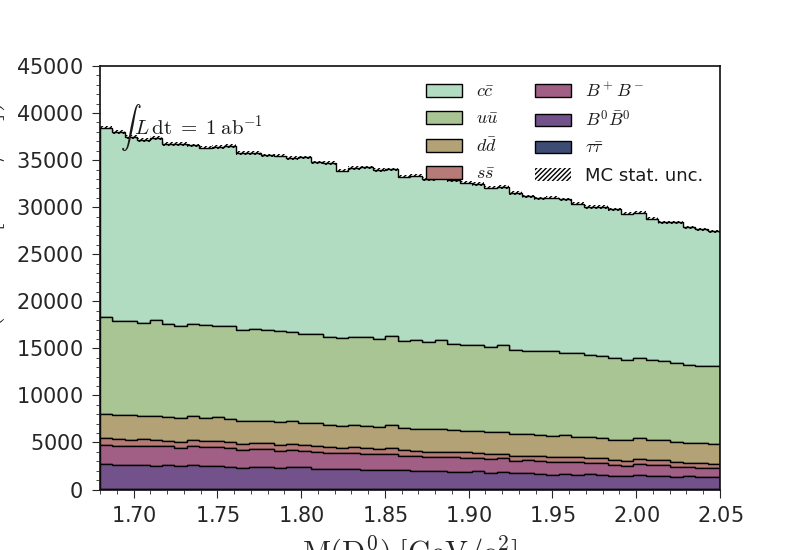 45000
40000
35000
30000
25000
20000
15000
10000
5000
0
∫L dt = 1 ab⁻¹
cc̄
uū
dd̄
ss̄
B⁺B⁻
B⁰B̄⁰
ττ̄
MC stat. unc.
1.70 1.75 1.80 1.85 1.90 1.95 2.00 2.05
M(D⁰) [GeV/c²]